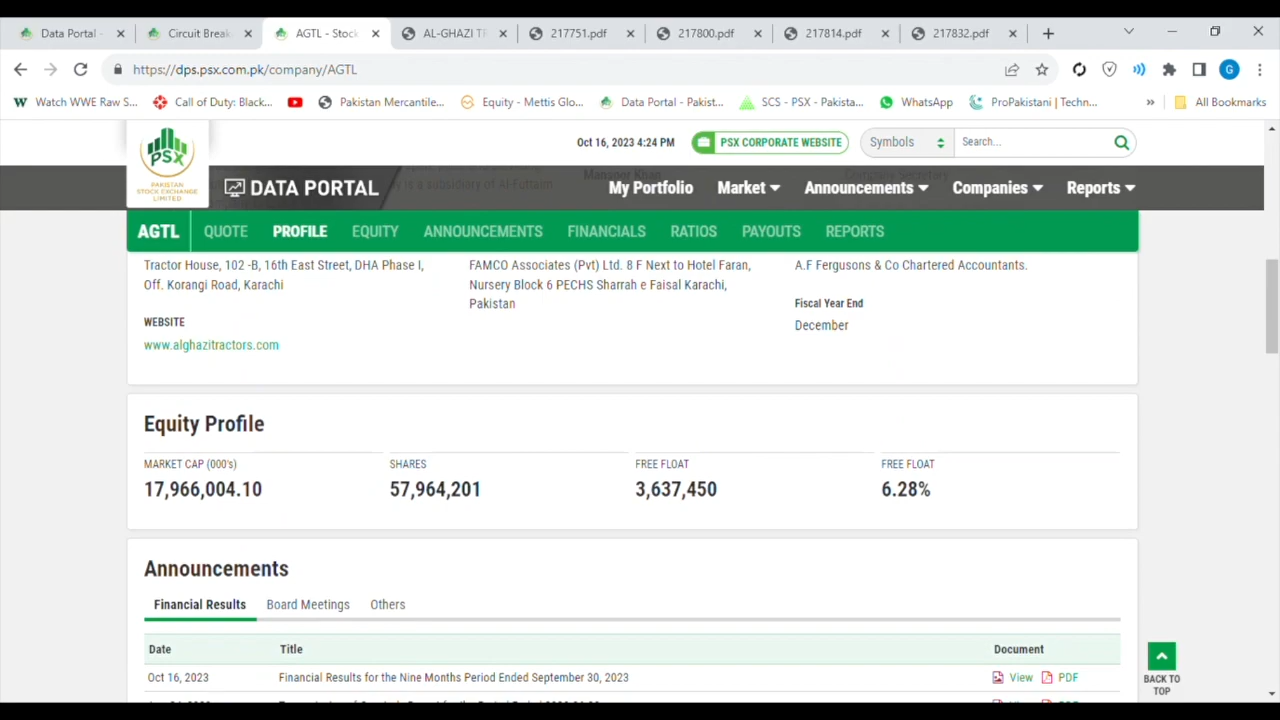 Data Portal -
Circuit Break
AGTL - Stock
AL-GHAZI TR
217751.pdf
217800.pdf
217814.pdf
217832.pdf
https://dps.psx.com.pk/company/AGTL
G
Watch WWE Raw S...
Call of Duty: Black...
Pakistan Mercantile...
Equity - Mettis Glo...
Data Portal - Pakist...
SCS - PSX - Pakista...
WhatsApp
ProPakistani | Techn...
»
All Bookmarks
PSX
PAKISTAN
STOCK EXCHANGE
LIMITED
Oct 16, 2023 4:24 PM
PSX CORPORATE WEBSITE
Symbols
Search...
DATA PORTAL
My Portfolio
Market
Announcements
Companies
Reports
AGTL
QUOTE
PROFILE
EQUITY
ANNOUNCEMENTS
FINANCIALS
RATIOS
PAYOUTS
REPORTS
Tractor House, 102 -B, 16th East Street, DHA Phase I,
Off. Korangi Road, Karachi
WEBSITE
www.alghazitractors.com
FAMCO Associates (Pvt) Ltd. 8 F Next to Hotel Faran,
Nursery Block 6 PECHS Sharrah e Faisal Karachi,
Pakistan
A.F Fergusons & Co Chartered Accountants.
Fiscal Year End
December
Equity Profile
MARKET CAP (000's)
17,966,004.10
SHARES
57,964,201
FREE FLOAT
3,637,450
FREE FLOAT
6.28%
Announcements
Financial Results
Board Meetings
Others
Date
Title
Document
Oct 16, 2023
Financial Results for the Nine Months Period Ended September 30, 2023
View
PDF
BACK TO
TOP